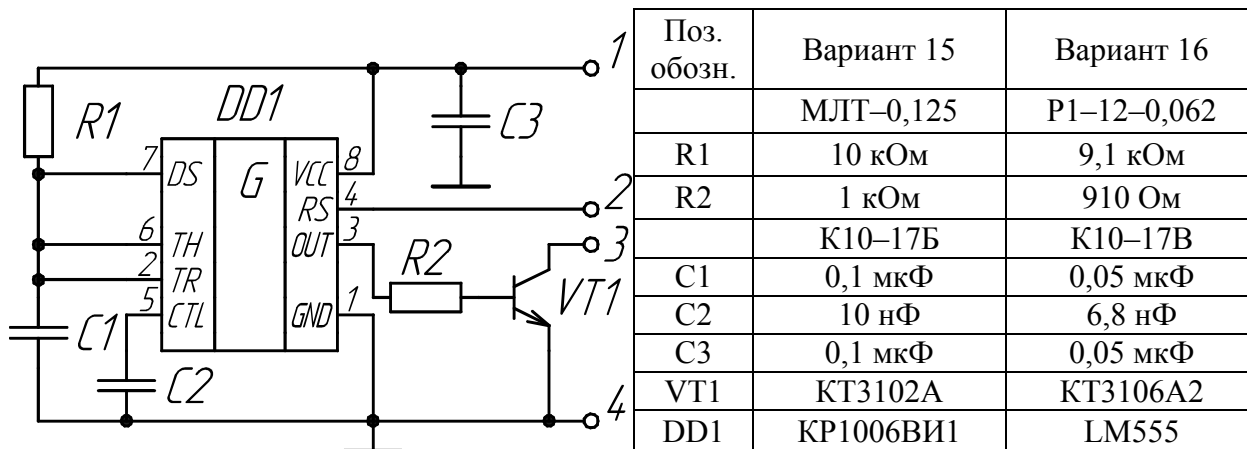 1
R1
DD1
C3
7
DS
G
VCC
8
RS
4
2
6
TH
OUT
3
3
2
TR
R2
5
CTL
GND
1
VT1
C1
C2
4
Поз. обозн. Вариант 15 Вариант 16
МЛТ–0,125 Р1–12–0,062
R1 10 кОм 9,1 кОм
R2 1 кОм 910 Ом
К10–17Б К10–17В
C1 0,1 мкФ 0,05 мкФ
C2 10 нФ 6,8 нФ
C3 0,1 мкФ 0,05 мкФ
VT1 КТ3102А КТ3106А2
DD1 КР1006ВИ1 LM555